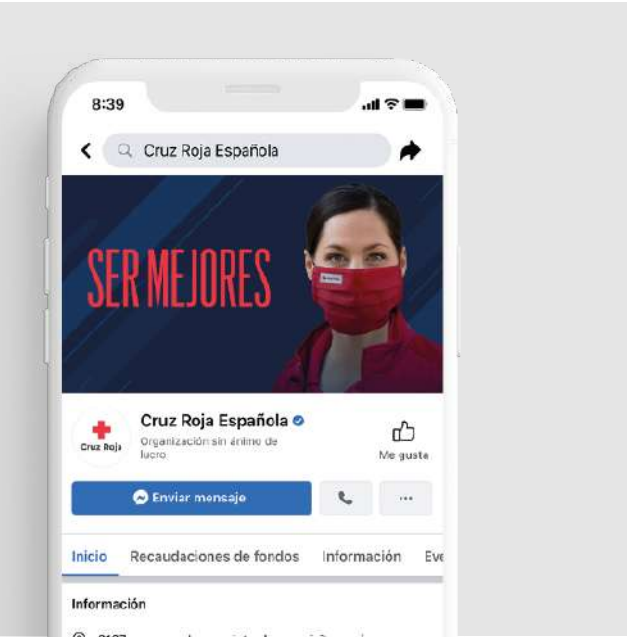 8:39
Cruz Roja Española
SER MEJORES
Cruz Roja
Cruz Roja Española
Organización sin ánimo de
lucro
Me gusta
Enviar mensaje
Inicio Recaudaciones de fondos Información Eve
Información